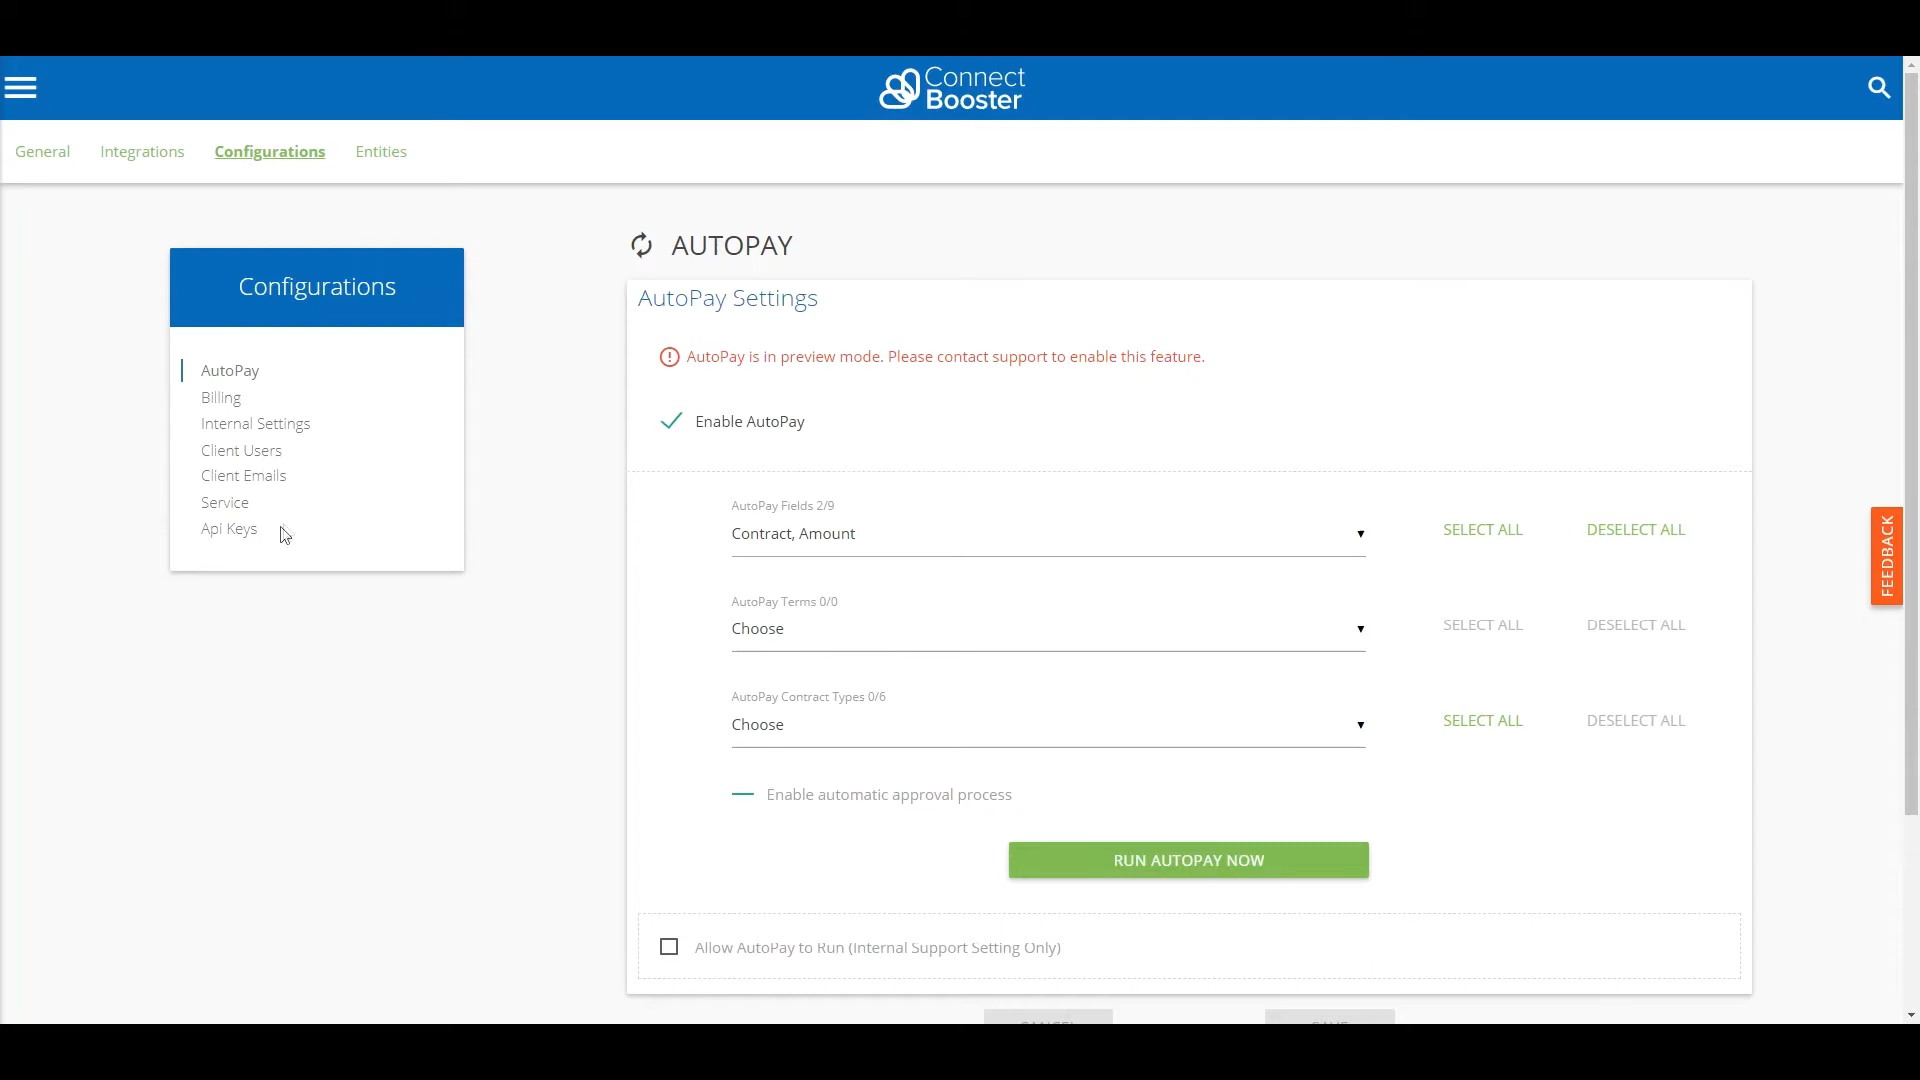 Connect
Booster
General
Integrations
Configurations
Entities
Configurations
AutoPay
Billing
Internal Settings
Client Users
Client Emails
Service
Api Keys
AUTOPAY
AutoPay Settings
AutoPay is in preview mode. Please contact support to enable this feature.
Enable AutoPay
AutoPay Fields 2/9
Contract, Amount
SELECT ALL
DESELECT ALL
AutoPay Terms 0/0
Choose
SELECT ALL
DESELECT ALL
AutoPay Contract Types 0/6
Choose
SELECT ALL
DESELECT ALL
Enable automatic approval process
RUN AUTOPAY NOW
Allow AutoPay to Run (Internal Support Setting Only)
FEEDBACK